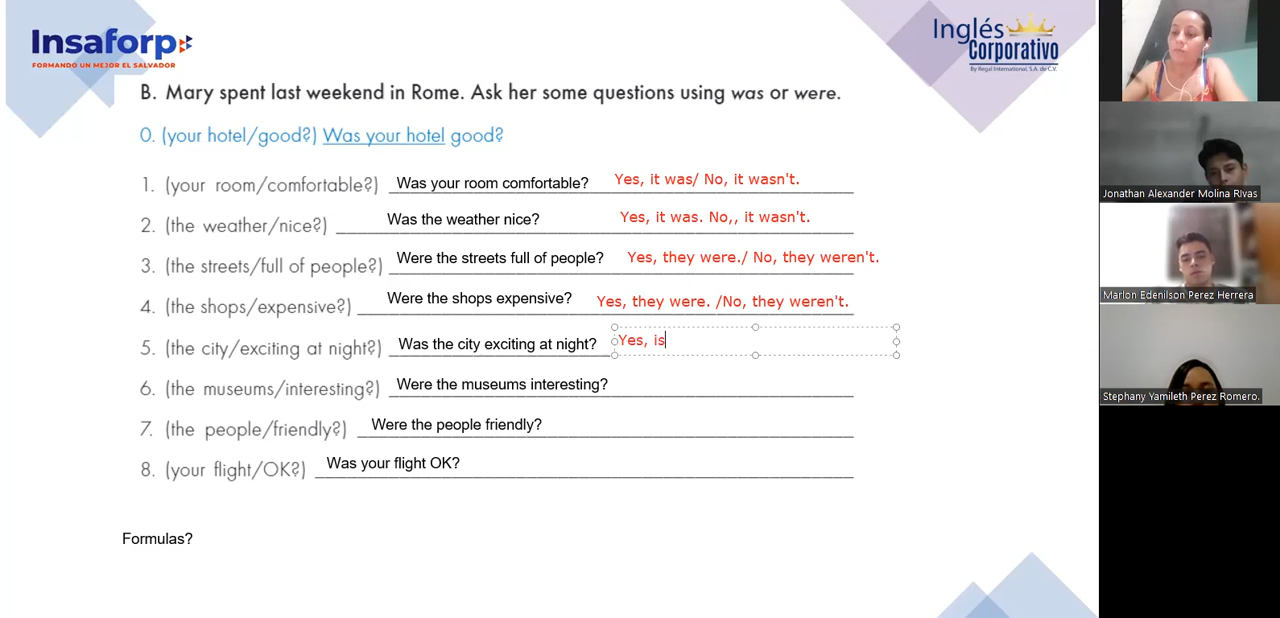 Insaforp
FORMANDO UN MEJOR EL SALVADOR
Inglés
Corporativo
By Regal International, S.A. de C.V.
B. Mary spent last weekend in Rome. Ask her some questions using was or were.
0. (your hotel/good?) Was your hotel good?
1. (your room/comfortable?) Was your room comfortable? Yes, it was/ No, it wasn't.
2. (the weather/nice?) Was the weather nice? Yes, it was. No,, it wasn't.
3. (the streets/full of people?) Were the streets full of people? Yes, they were./ No, they weren't.
4. (the shops/expensive?) Were the shops expensive? Yes, they were. /No, they weren't.
5. (the city/exciting at night?) Was the city exciting at night? Yes, is
6. (the museums/interesting?) Were the museums interesting?
7. (the people/friendly?) Were the people friendly?
8. (your flight/OK?) Was your flight OK?
Formulas?
Jonathan Alexander Molina Rivas
Marlon Edenilson Perez Herrera
Stephany Yamileth Perez Romero.